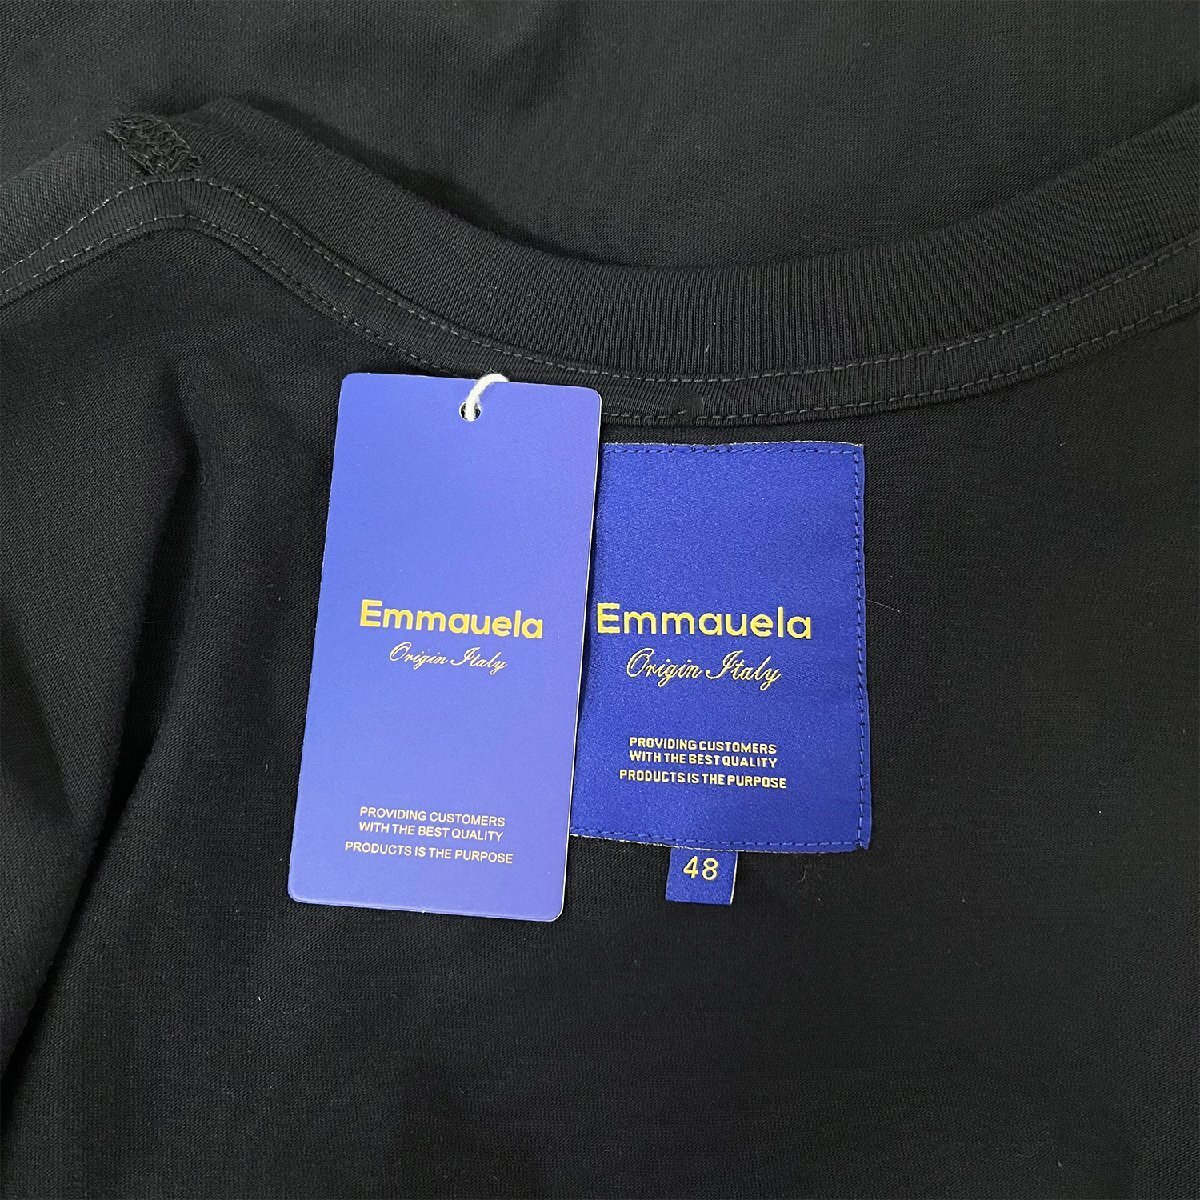 Emmauela
Origin Italy
PROVIDING CUSTOMERS
WITH THE BEST QUALITY
PRODUCTS IS THE PURPOSE
Emmauela
Origin Italy
PROVIDING CUSTOMERS
WITH THE BEST QUALITY
PRODUCTS IS THE PURPOSE
48